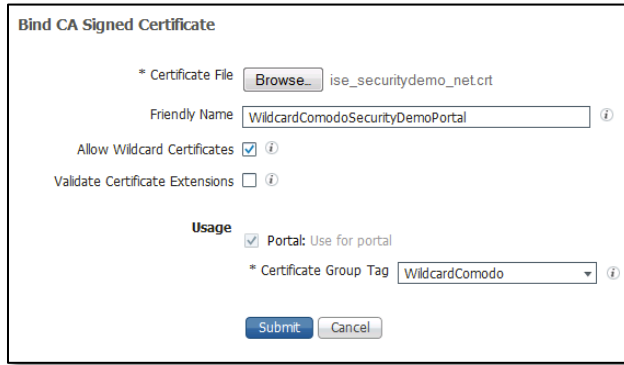 Bind CA Signed Certificate
* Certificate File Browse.. ise_securitydemo_net.crt
Friendly Name WildcardComodoSecurityDemoPortal
Allow Wildcard Certificates
Validate Certificate Extensions
Usage
Portal: Use for portal
* Certificate Group Tag WildcardComodo
Submit Cancel